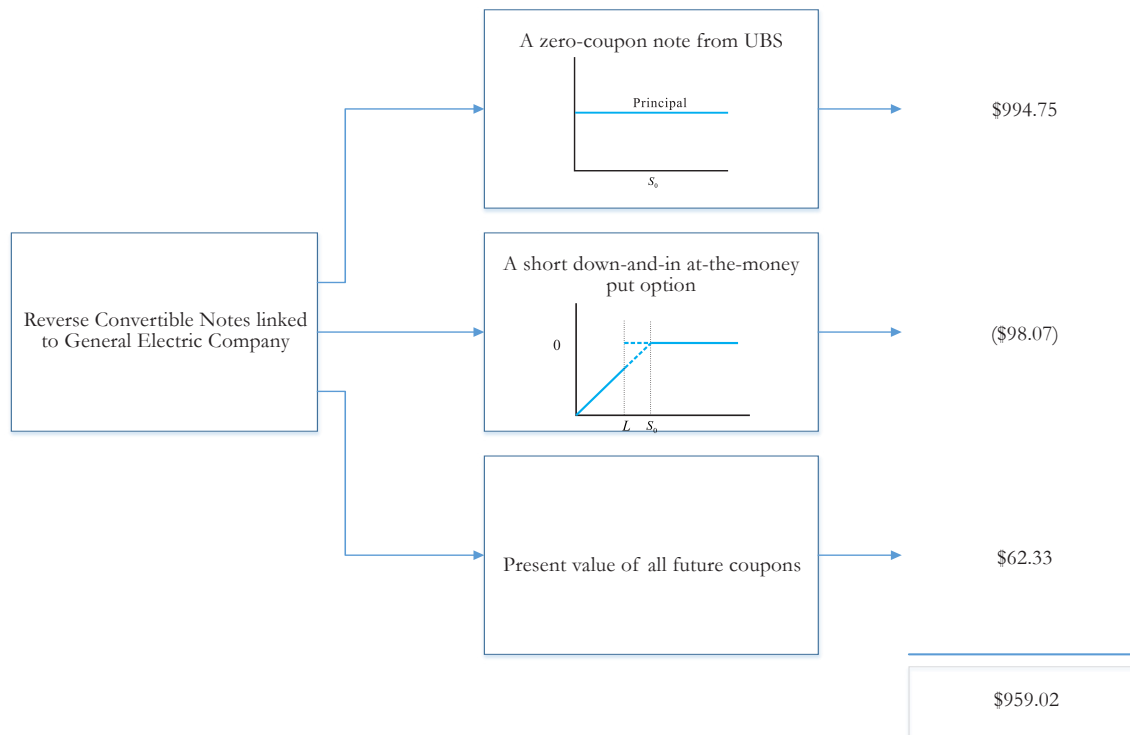 A zero-coupon note from UBS
Principal
S₀
$994.75
Reverse Convertible Notes linked
to General Electric Company
A short down-and-in at-the-money
put option
0
L S₀
($98.07)
Present value of all future coupons
$62.33
$959.02